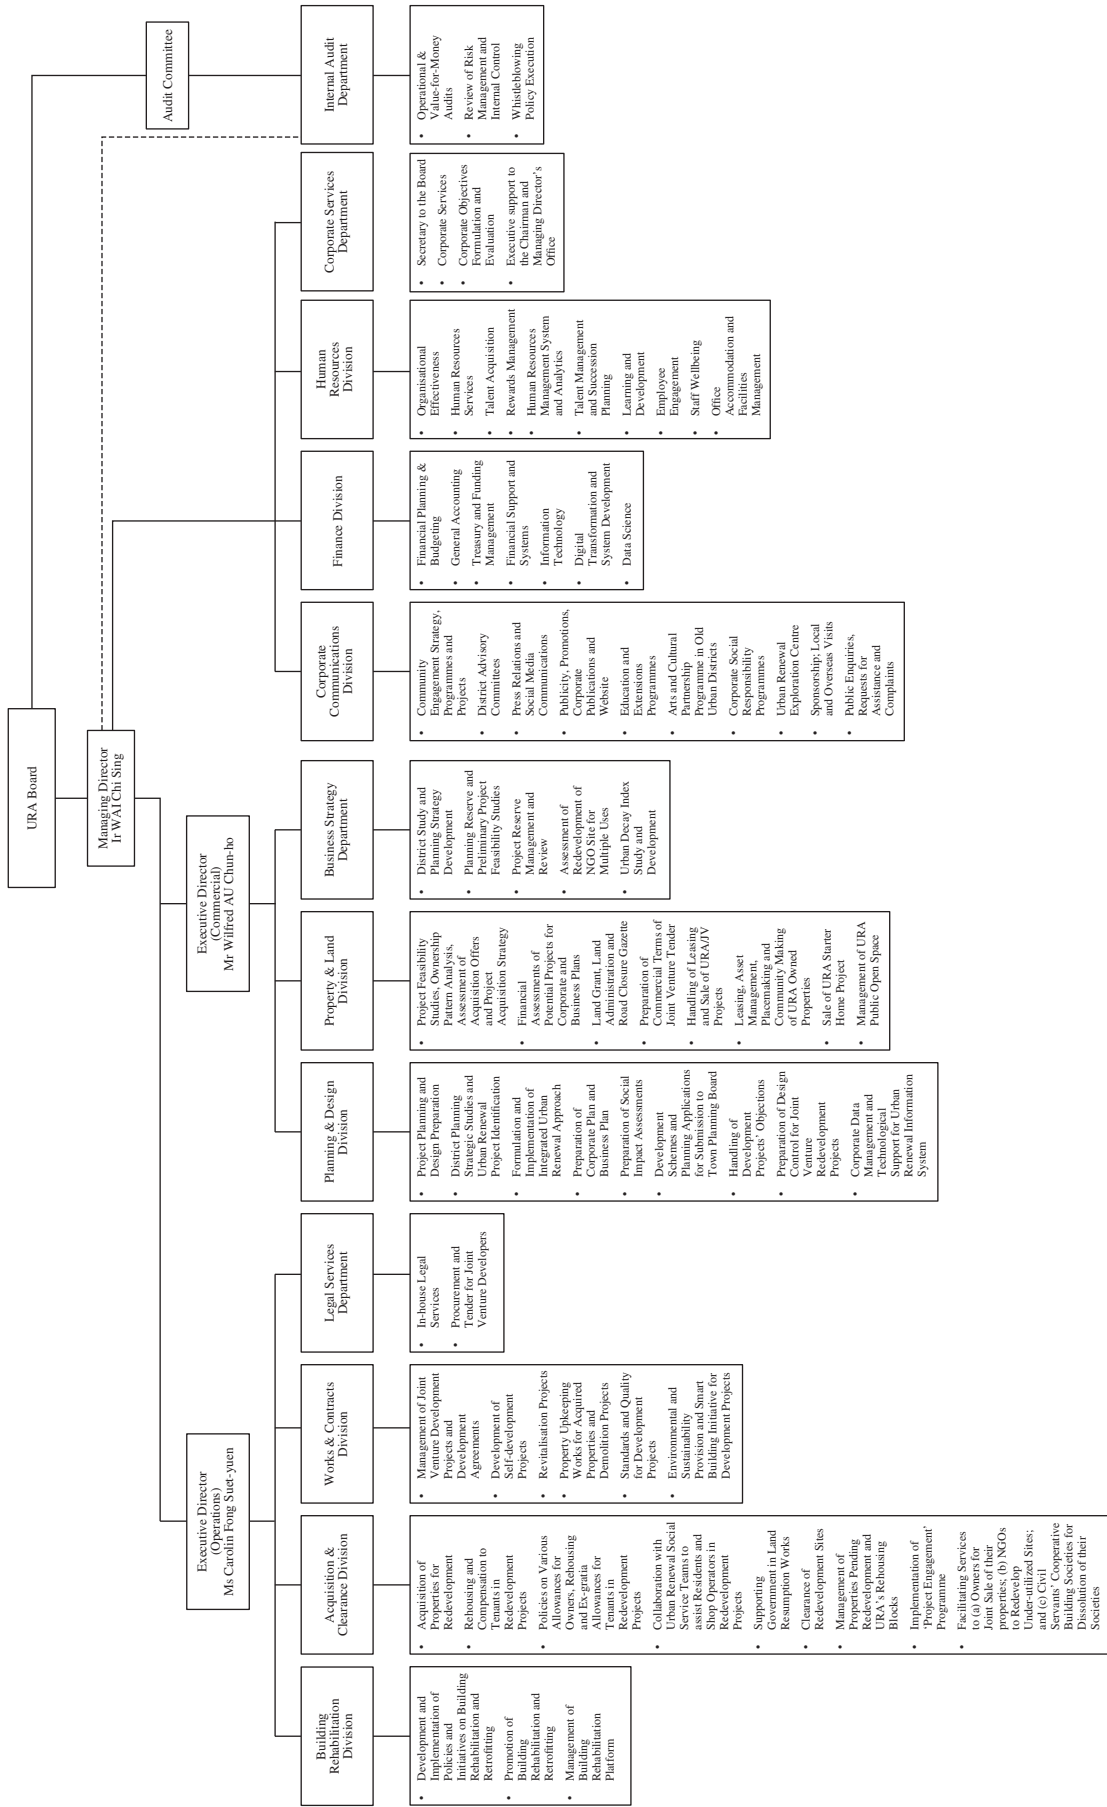 URA Board
Managing Director
Ir WAI Chi Sing
Audit Committee
Executive Director
(Operations)
Ms Carolin Fong Suet-yuen
Executive Director
(Commercial)
Mr Wilfred AU Chun-ho
Building
Rehabilitation
Division
• Development and
Implementation of
Policies and
Initiatives on Building
Rehabilitation and
Retrofitting
• Promotion of
Building
Rehabilitation and
Retrofitting
• Management of
Building
Rehabilitation
Platform
Acquisition &
Clearance Division
• Acquisition of
Properties for
Redevelopment
• Rehousing and
Compensation to
Tenants in
Redevelopment
Projects
• Policies on Various
Allowances for
Owners, Rehousing
and Ex-gratia
Allowances for
Tenants in
Redevelopment
Projects
• Collaboration with
Urban Renewal Social
Service Teams to
assist Residents and
Shop Operators in
Redevelopment
Projects
• Supporting
Government in Land
Resumption Works
• Clearance of
Redevelopment Sites
• Management of
Properties Pending
Redevelopment and
URA's Rehousing
Blocks
• Implementation of
'Project Engagement'
Programme
• Facilitating Services
to (a) Owners for
Joint Sale of their
properties; (b) NGOs
to Redevelop
Under-utilized Sites;
and (c) Civil
Servants' Cooperative
Building Societies for
Dissolution of their
Societies
Works & Contracts
Division
• Management of Joint
Venture Development
Projects and
Development
Agreements
• Development of
Self-development
Projects
• Revitalisation Projects
• Property Upkeeping
Works for Acquired
Properties and
Demolition Projects
• Standards and Quality
for Development
Projects
• Environmental and
Sustainability
Provision and Smart
Building Initiative for
Development Projects
Legal Services
Department
• In-house Legal
Services
• Procurement and
Tender for Joint
Venture Developers
Planning & Design
Division
• Project Planning and
Design Preparation
• District Planning
Strategic Studies and
Urban Renewal
Project Identification
• Formulation and
Implementation of
Integrated Urban
Renewal Approach
• Preparation of
Corporate Plan and
Business Plan
• Preparation of Social
Impact Assessments
• Development
Schemes and
Planning Applications
for Submission to
Town Planning Board
• Handling of
Development
Projects' Objections
• Preparation of Design
Control for Joint
Venture
Redevelopment
Projects
• Corporate Data
Management and
Technological
Support for Urban
Renewal Information
System
Property & Land
Division
• Project Feasibility
Studies, Ownership
Pattern Analysis,
Assessment of
Acquisition Offers
and Project
Acquisition Strategy
• Financial
Assessments of
Potential Projects for
Corporate and
Business Plans
• Land Grant, Land
Administration and
Road Closure Gazette
• Preparation of
Commercial Terms of
Joint Venture Tender
• Handling of Leasing
and Sale of URA/JV
Projects
• Leasing, Asset
Management,
Placemaking and
Community Making
of URA Owned
Properties
• Sale of URA Starter
Home Project
• Management of URA
Public Open Space
Business Strategy
Department
• District Study and
Planning Strategy
Development
• Planning Reserve and
Preliminary Project
Feasibility Studies
• Project Reserve
Management and
Review
• Assessment of
Redevelopment of
NGO Site for
Multiple Uses
• Urban Decay Index
Study and
Development
Corporate
Communications
Division
• Community
Engagement Strategy,
Programmes and
Projects
• District Advisory
Committees
• Press Relations and
Social Media
Communications
• Publicity, Promotions,
Corporate
Publications and
Website
• Education and
Extensions
Programmes
• Arts and Cultural
Partnership
Programme in Old
Urban Districts
• Corporate Social
Responsibility
Programmes
• Urban Renewal
Exploration Centre
• Sponsorship; Local
and Overseas Visits
• Public Enquiries,
Requests for
Assistance and
Complaints
Finance Division
• Financial Planning &
Budgeting
• General Accounting
• Treasury and Funding
Management
• Financial Support and
Systems
• Information
Technology
• Digital
Transformation and
System Development
• Data Science
Human
Resources
Division
• Organisational
Effectiveness
• Human Resources
Services
• Talent Acquisition
• Rewards Management
• Human Resources
Management System
and Analytics
• Talent Management
and Succession
Planning
• Learning and
Development
• Employee
Engagement
• Staff Wellbeing
• Office
Accommodation and
Facilities
Management
Corporate Services
Department
• Secretary to the Board
• Corporate Services
• Corporate Objectives
Formulation and
Evaluation
• Executive support to
the Chairman and
Managing Director's
Office
Internal Audit
Department
• Operational &
Value-for-Money
Audits
• Review of Risk
Management and
Internal Control
• Whistleblowing
Policy Execution